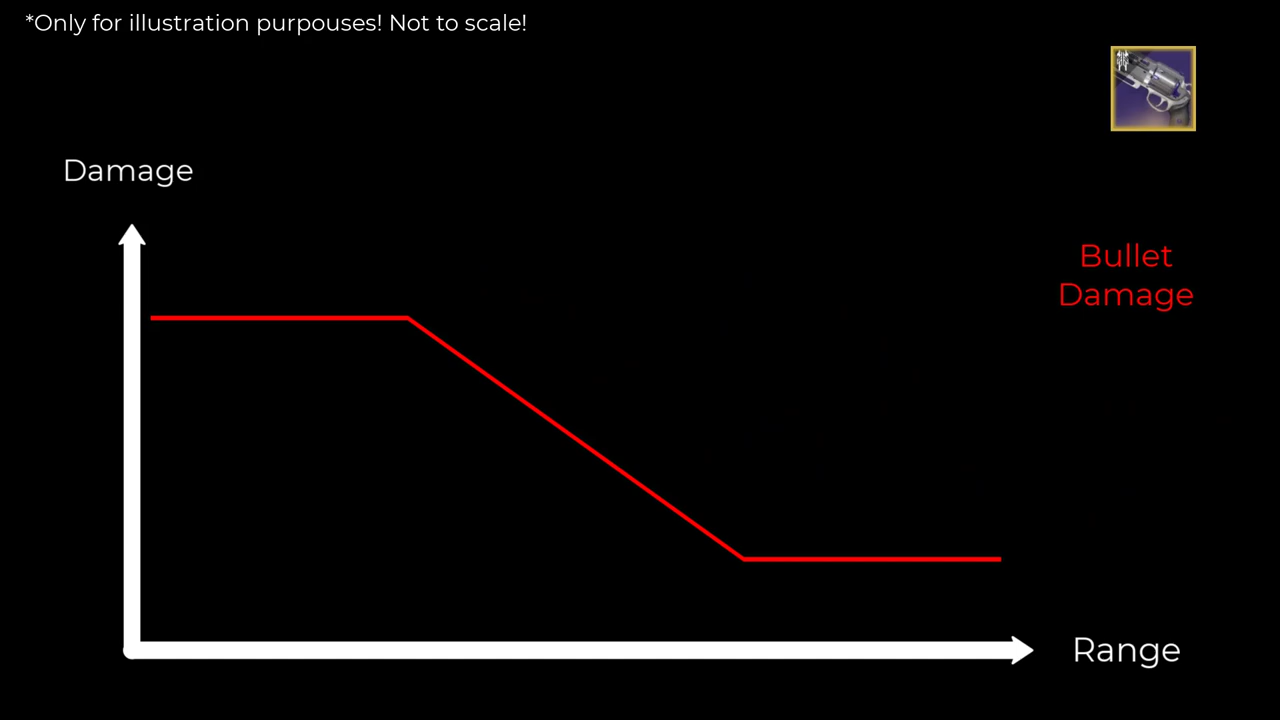 *Only for illustration purpouses! Not to scale!
Damage
Bullet
Damage
Range